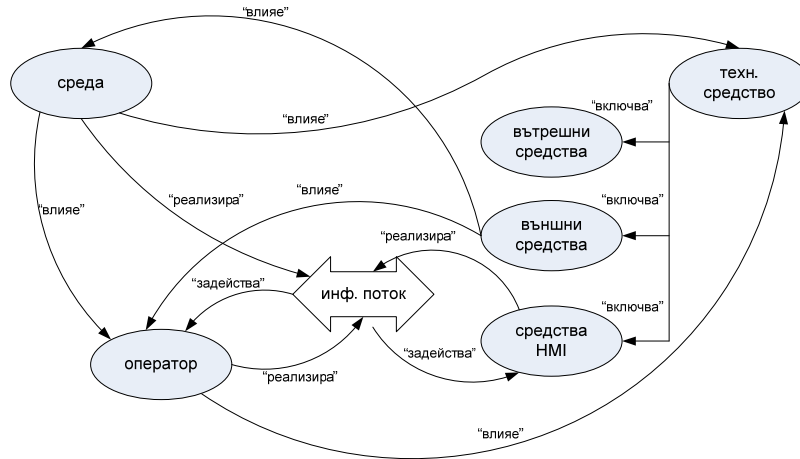 “влияе”
среда
техн.
средство
“влияе”
“включва”
вътрешни
средства
“реализира”
“влияе”
“включва”
“влияе”
външни
средства
“реализира”
“задейства”
инф. поток
“включва”
средства
HMI
“задейства”
оператор
“реализира”
“влияе”